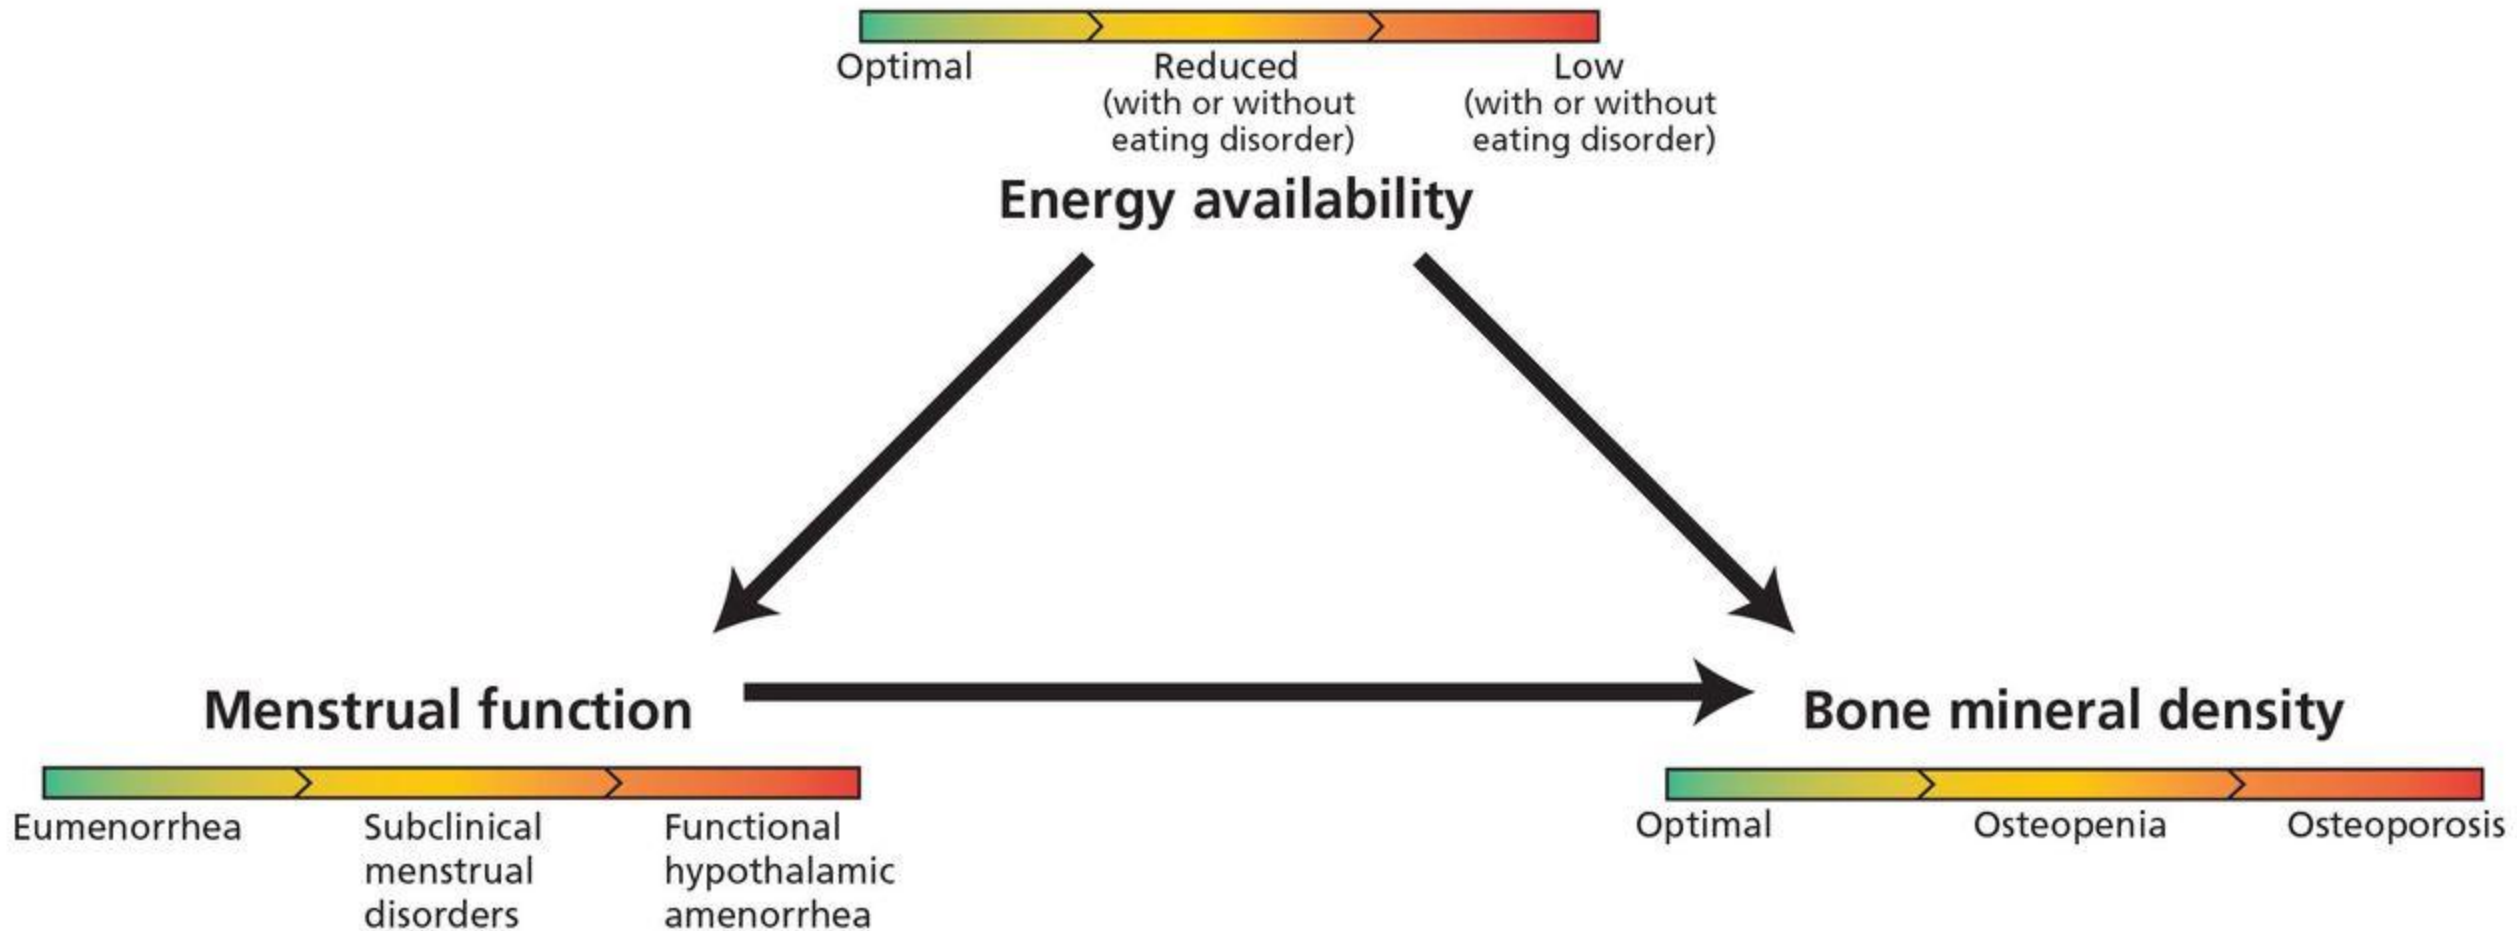 Optimal Reduced Low
(with or without (with or without
eating disorder) eating disorder)
Energy availability
Menstrual function Bone mineral density
Eumenorrhea Subclinical Functional Optimal Osteopenia Osteoporosis
menstrual hypothalamic
disorders amenorrhea